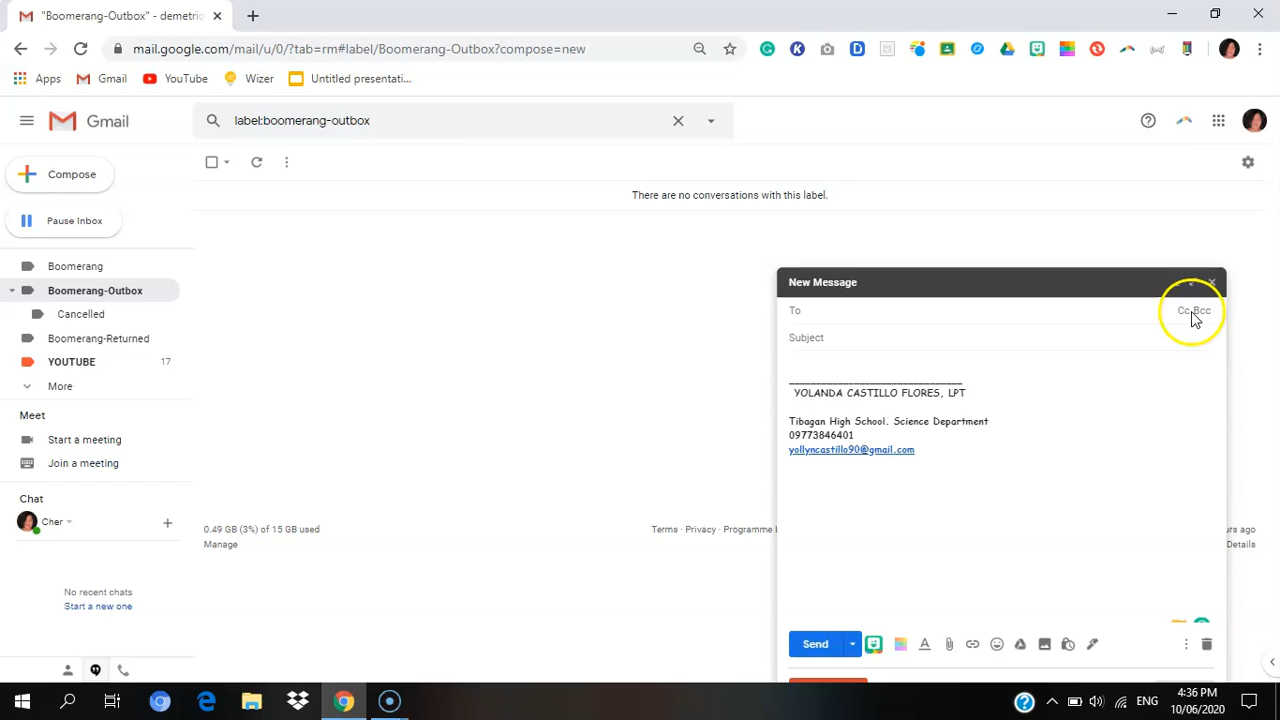 "Boomerang-Outbox" - demetri
mail.google.com/mail/u/0/?tab=rm#label/Boomerang-Outbox?compose=new
Apps Gmail YouTube Wizer Untitled presentati...
Gmail
label:boomerang-outbox
Compose
There are no conversations with this label.
Pause Inbox
Boomerang
Boomerang-Outbox
Cancelled
Boomerang-Returned
YOUTUBE 17
More
Meet
Start a meeting
Join a meeting
Chat
Cher
No recent chats
Start a new one
0.49 GB (3%) of 15 GB used
Manage
Terms · Privacy · Programme
urs ago
Details
New Message
To Cc Bcc
Subject
YOLANDA CASTILLO FLORES, LPT
Tibagan High School. Science Department
09773846401
yollyncastillo90@gmail.com
Send
ENG
4:36 PM
10/06/2020